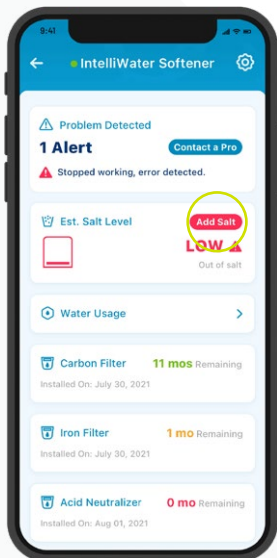 9:41
IntelliWater Softener
Problem Detected
1 Alert Contact a Pro
Stopped working, error detected.
Est. Salt Level Add Salt
LOW
Out of salt
Water Usage
Carbon Filter 11 mos Remaining
Installed On: July 30, 2021
Iron Filter 1 mo Remaining
Installed On: July 30, 2021
Acid Neutralizer 0 mo Remaining
Installed On: Aug 01, 2021